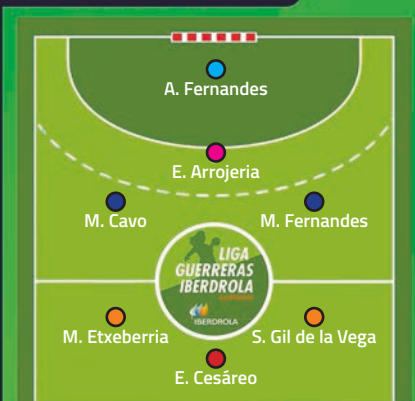 A. Fernandes
E. Arrojeria
M. Cavo
M. Fernandes
LIGA
GUERRERAS
IBERDROLA
IBERDROLA
M. Etxeberria
S. Gil de la Vega
E. Cesáreo